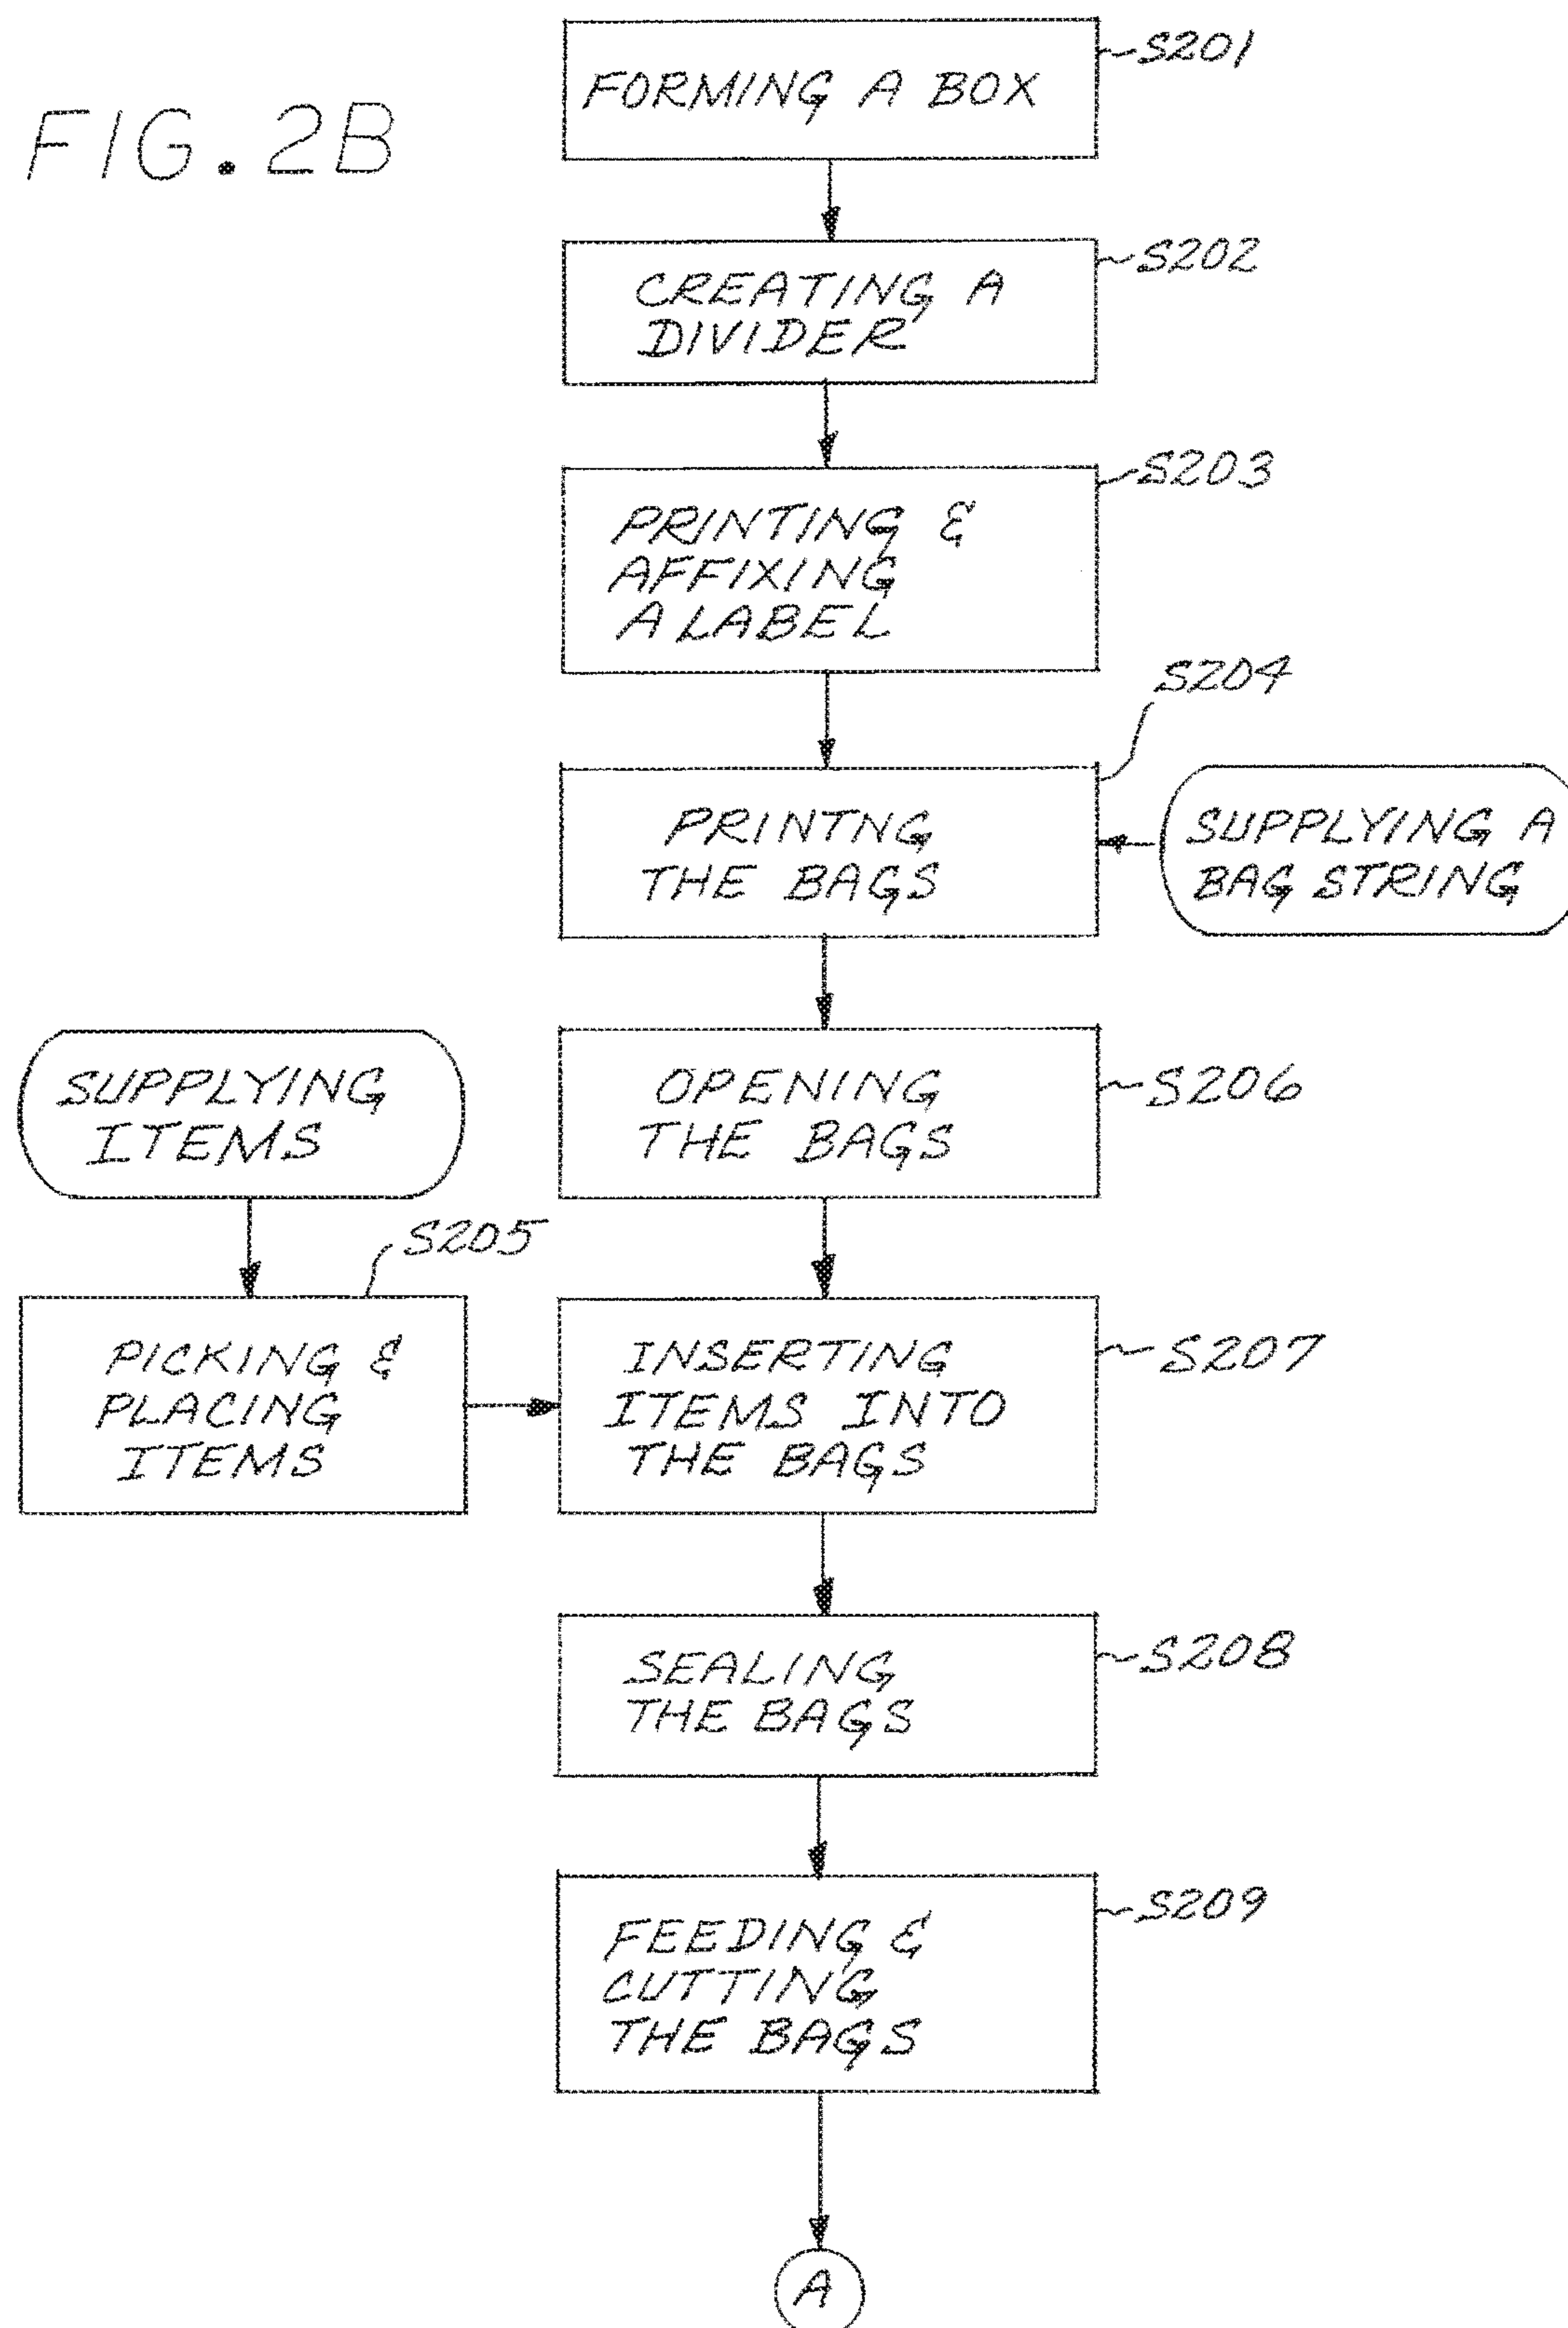 FIG. 2B
FORMING A BOX
S201
CREATING A
DIVIDER
S202
PRINTING &
AFFIXING
A LABEL
S203
PRINTNG
THE BAGS
S204
SUPPLYING A
BAG STRING
OPENING
THE BAGS
S206
SUPPLYING
ITEMS
S205
PICKING &
PLACING
ITEMS
INSERTING
ITEMS INTO
THE BAGS
S207
SEALING
THE BAGS
S208
FEEDING &
CUTTING
THE BAGS
S209
A